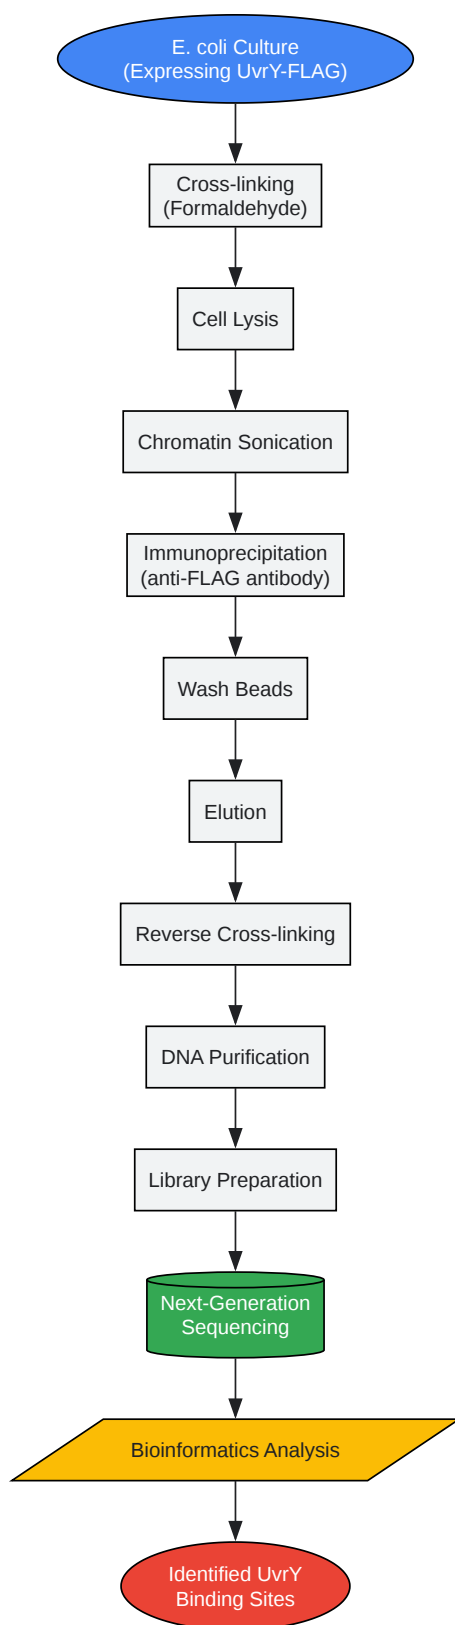 E. coli Culture
(Expressing UvrY-FLAG)
Cross-linking
(Formaldehyde)
Cell Lysis
Chromatin Sonication
Immunoprecipitation
(anti-FLAG antibody)
Wash Beads
Elution
Reverse Cross-linking
DNA Purification
Library Preparation
Next-Generation
Sequencing
Bioinformatics Analysis
Identified UvrY
Binding Sites